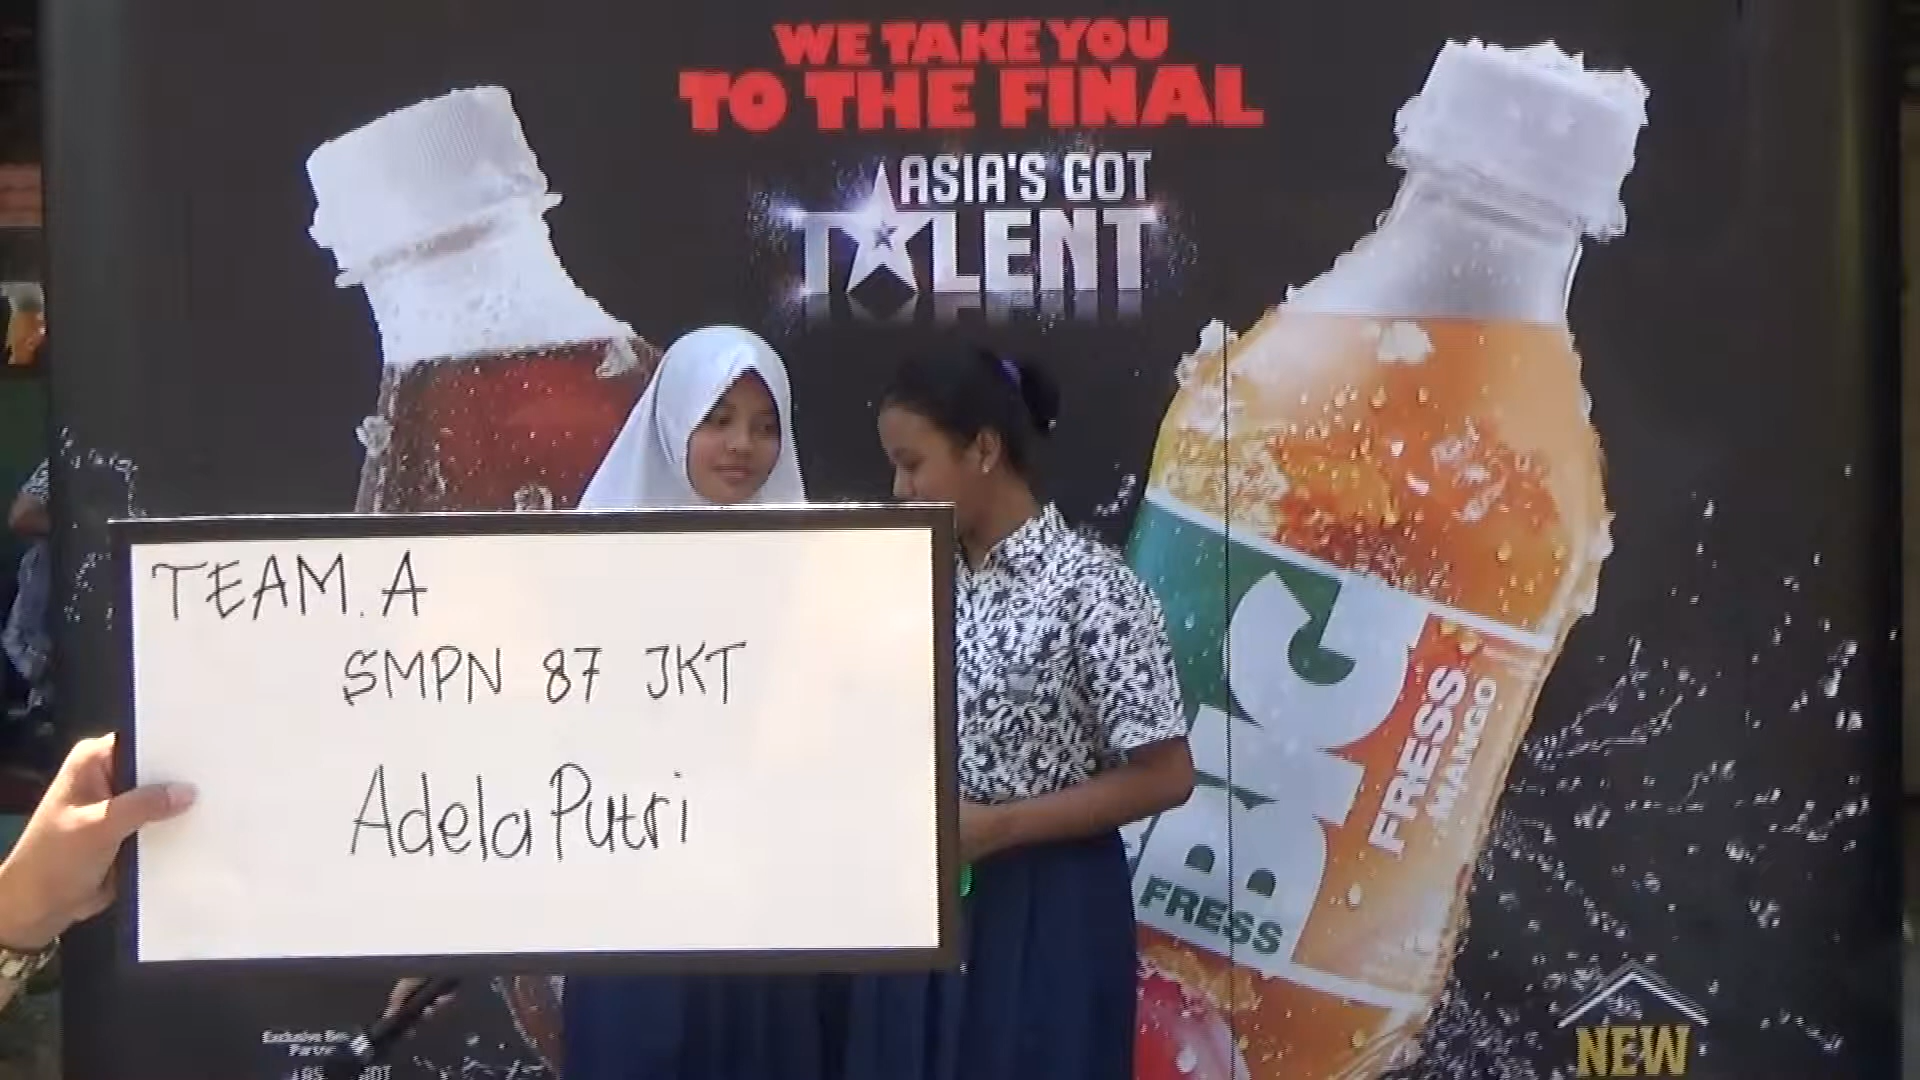 WE TAKE YOU
TO THE FINAL
ASIA'S GOT
TALENT
TEAM. A
SMPN 87 JKT
Adela Putri
BIG
FRESS
FRESS
MANGO
Exclusive
NEW